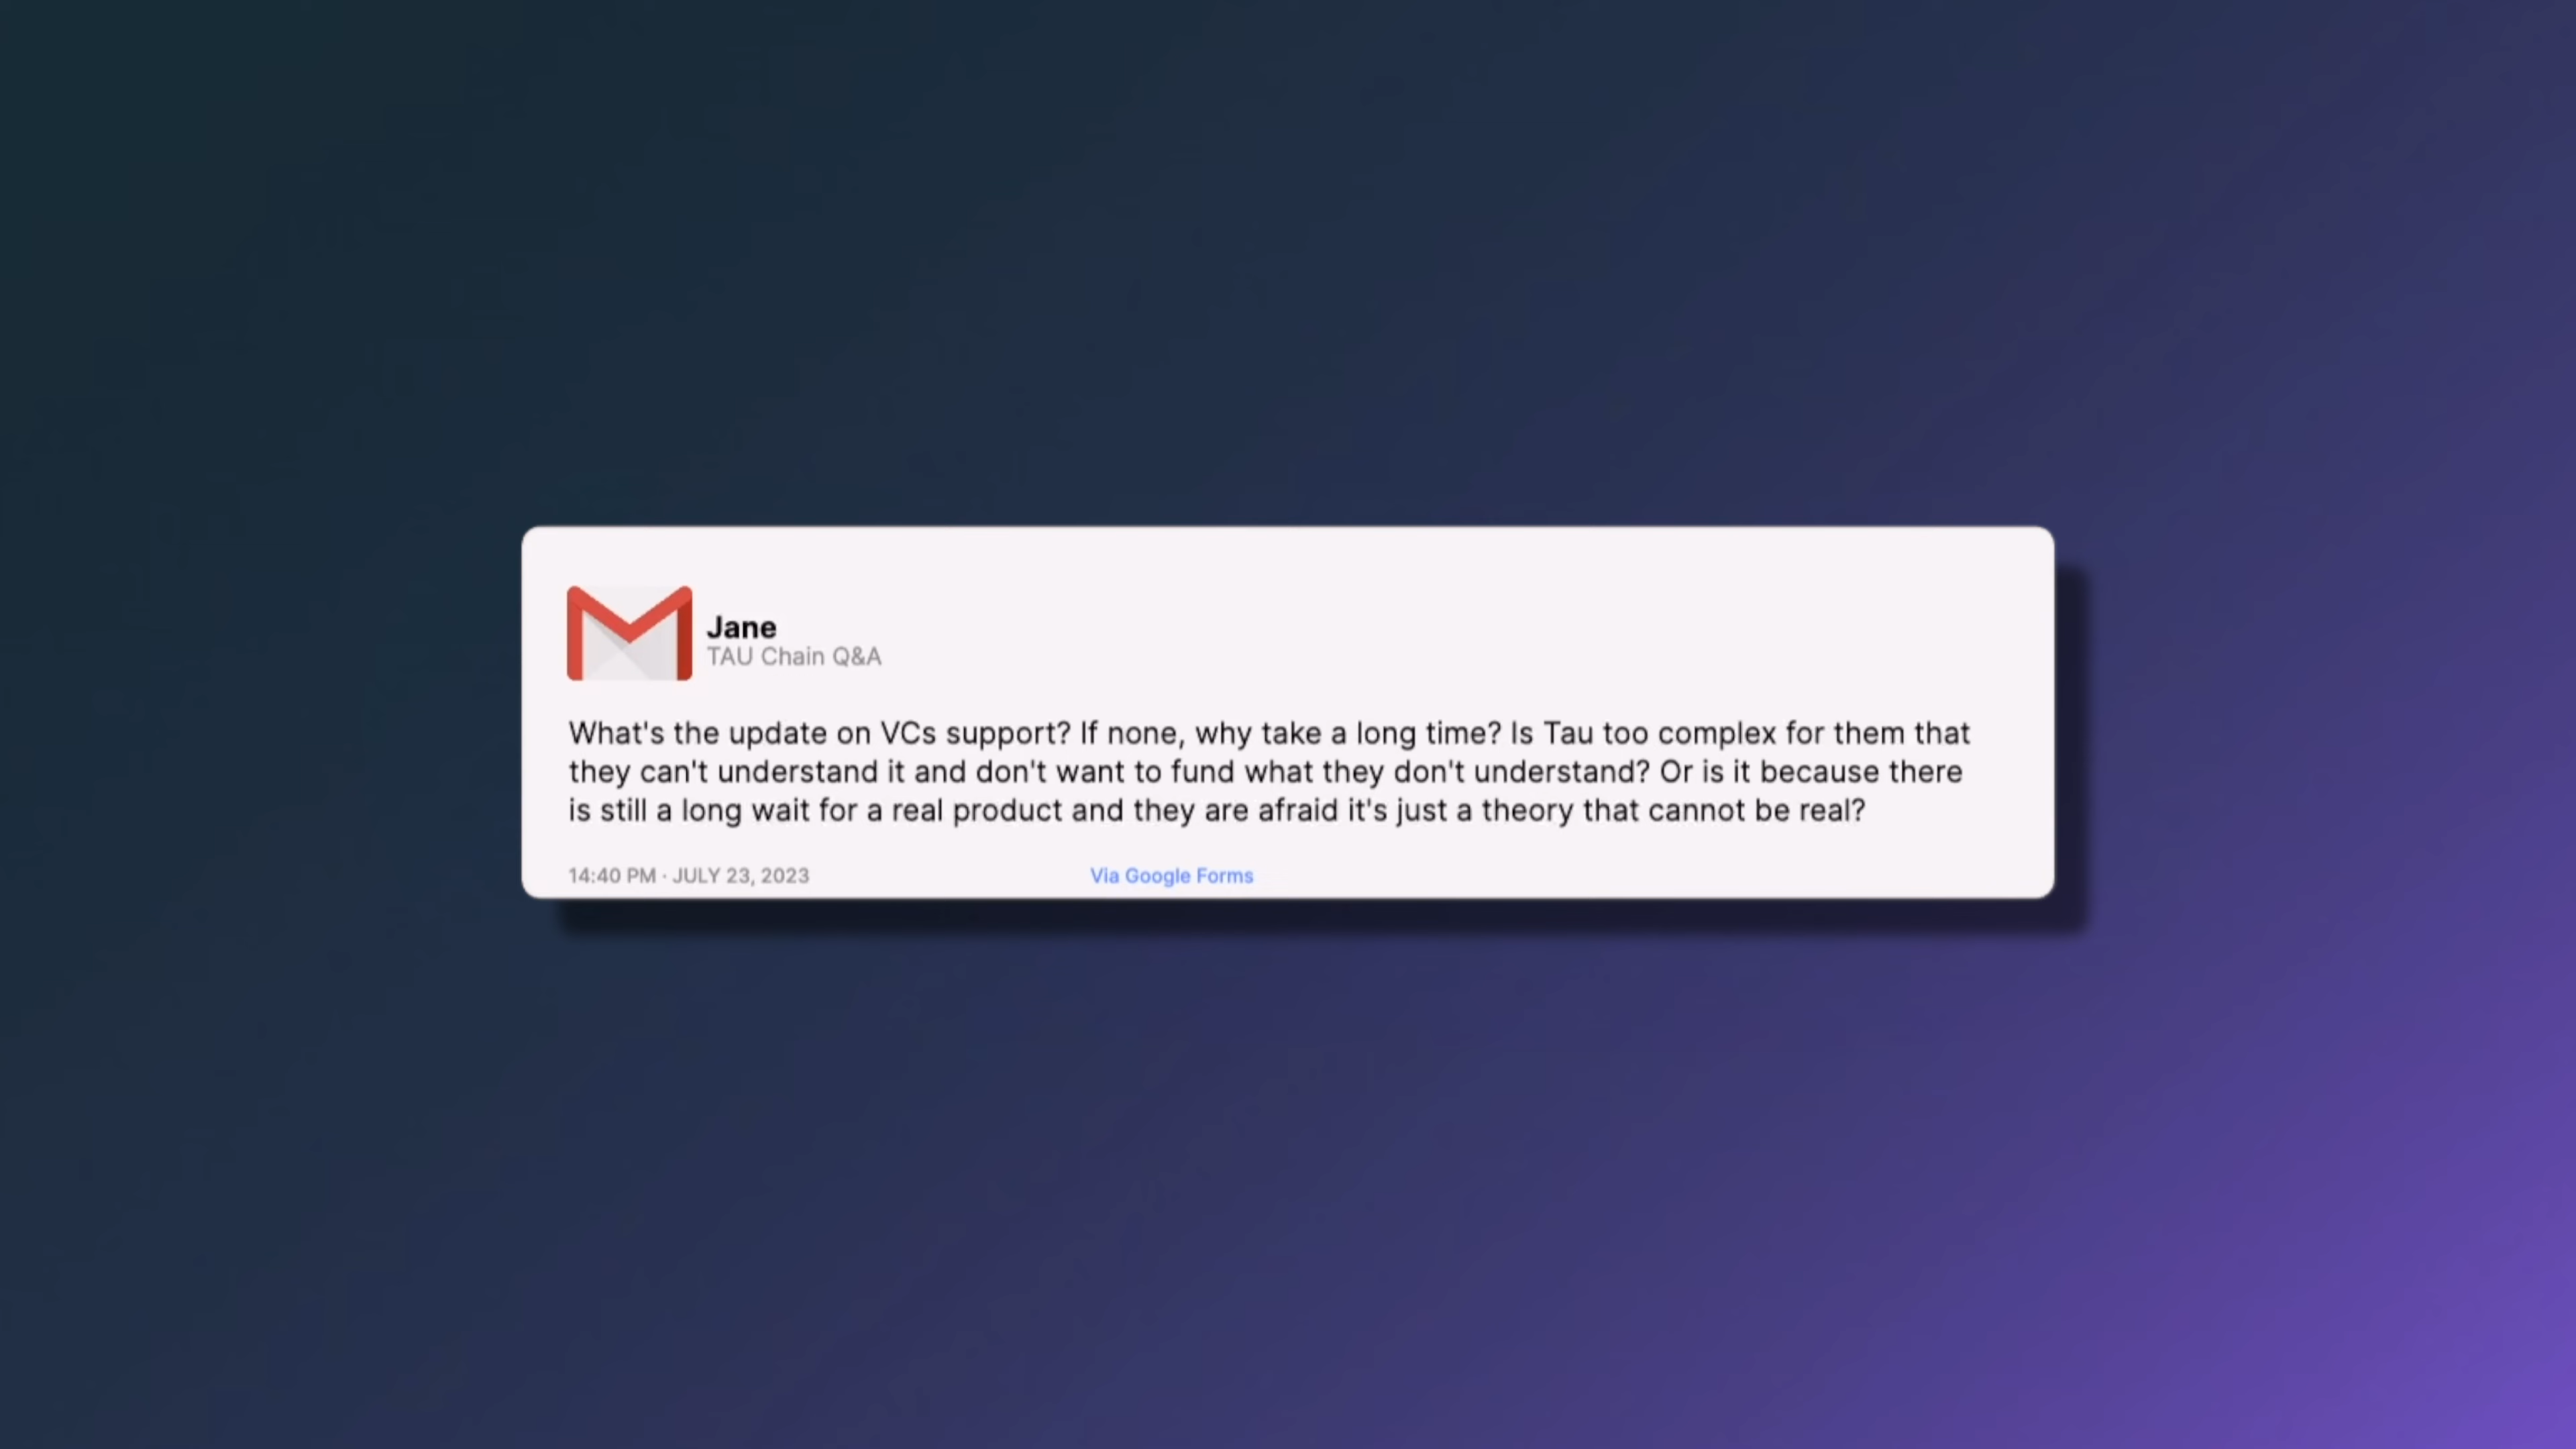 Jane
TAU Chain Q&A
What's the update on VCs support? If none, why take a long time? Is Tau too complex for them that
they can't understand it and don't want to fund what they don't understand? Or is it because there
is still a long wait for a real product and they are afraid it's just a theory that cannot be real?
14:40 PM · JULY 23, 2023 Via Google Forms